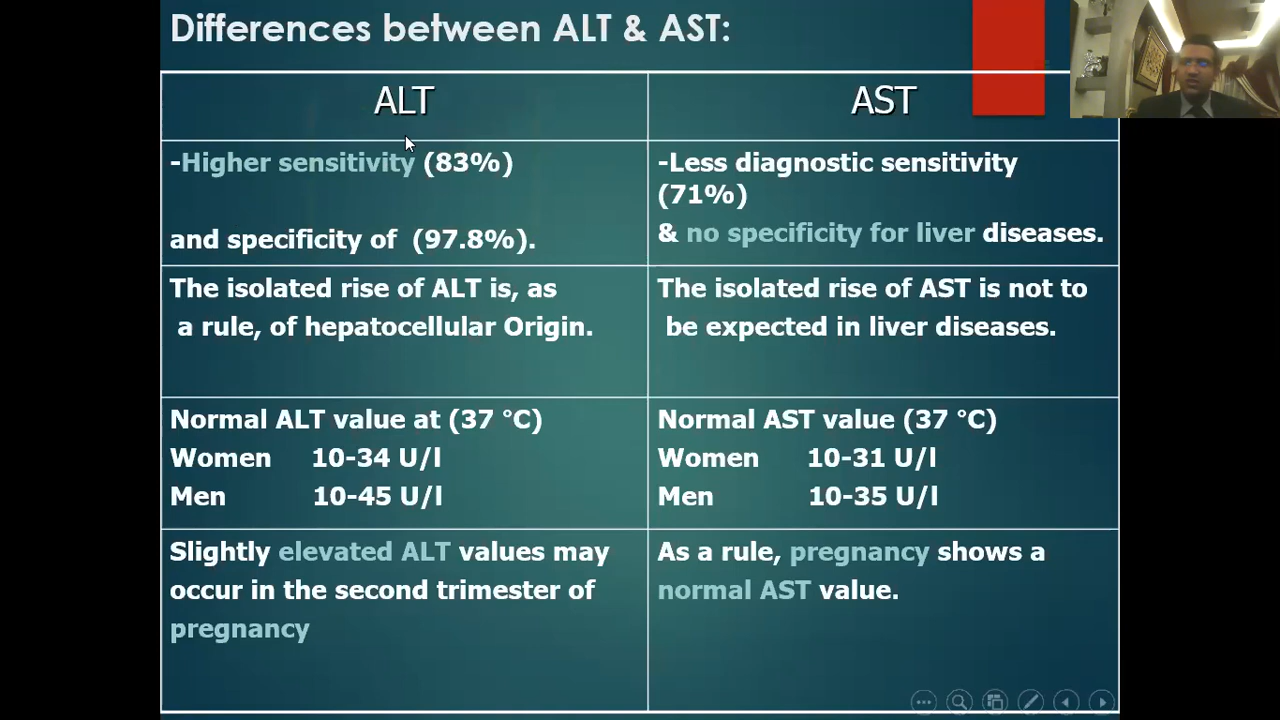 Differences between ALT & AST:
ALT
AST
-Higher sensitivity (83%)
and specificity of (97.8%).
-Less diagnostic sensitivity
(71%)
& no specificity for liver diseases.
The isolated rise of ALT is, as
a rule, of hepatocellular Origin.
The isolated rise of AST is not to
be expected in liver diseases.
Normal ALT value at (37 °C)
Women 10-34 U/l
Men 10-45 U/l
Normal AST value (37 °C)
Women 10-31 U/l
Men 10-35 U/l
Slightly elevated ALT values may
occur in the second trimester of
pregnancy
As a rule, pregnancy shows a
normal AST value.